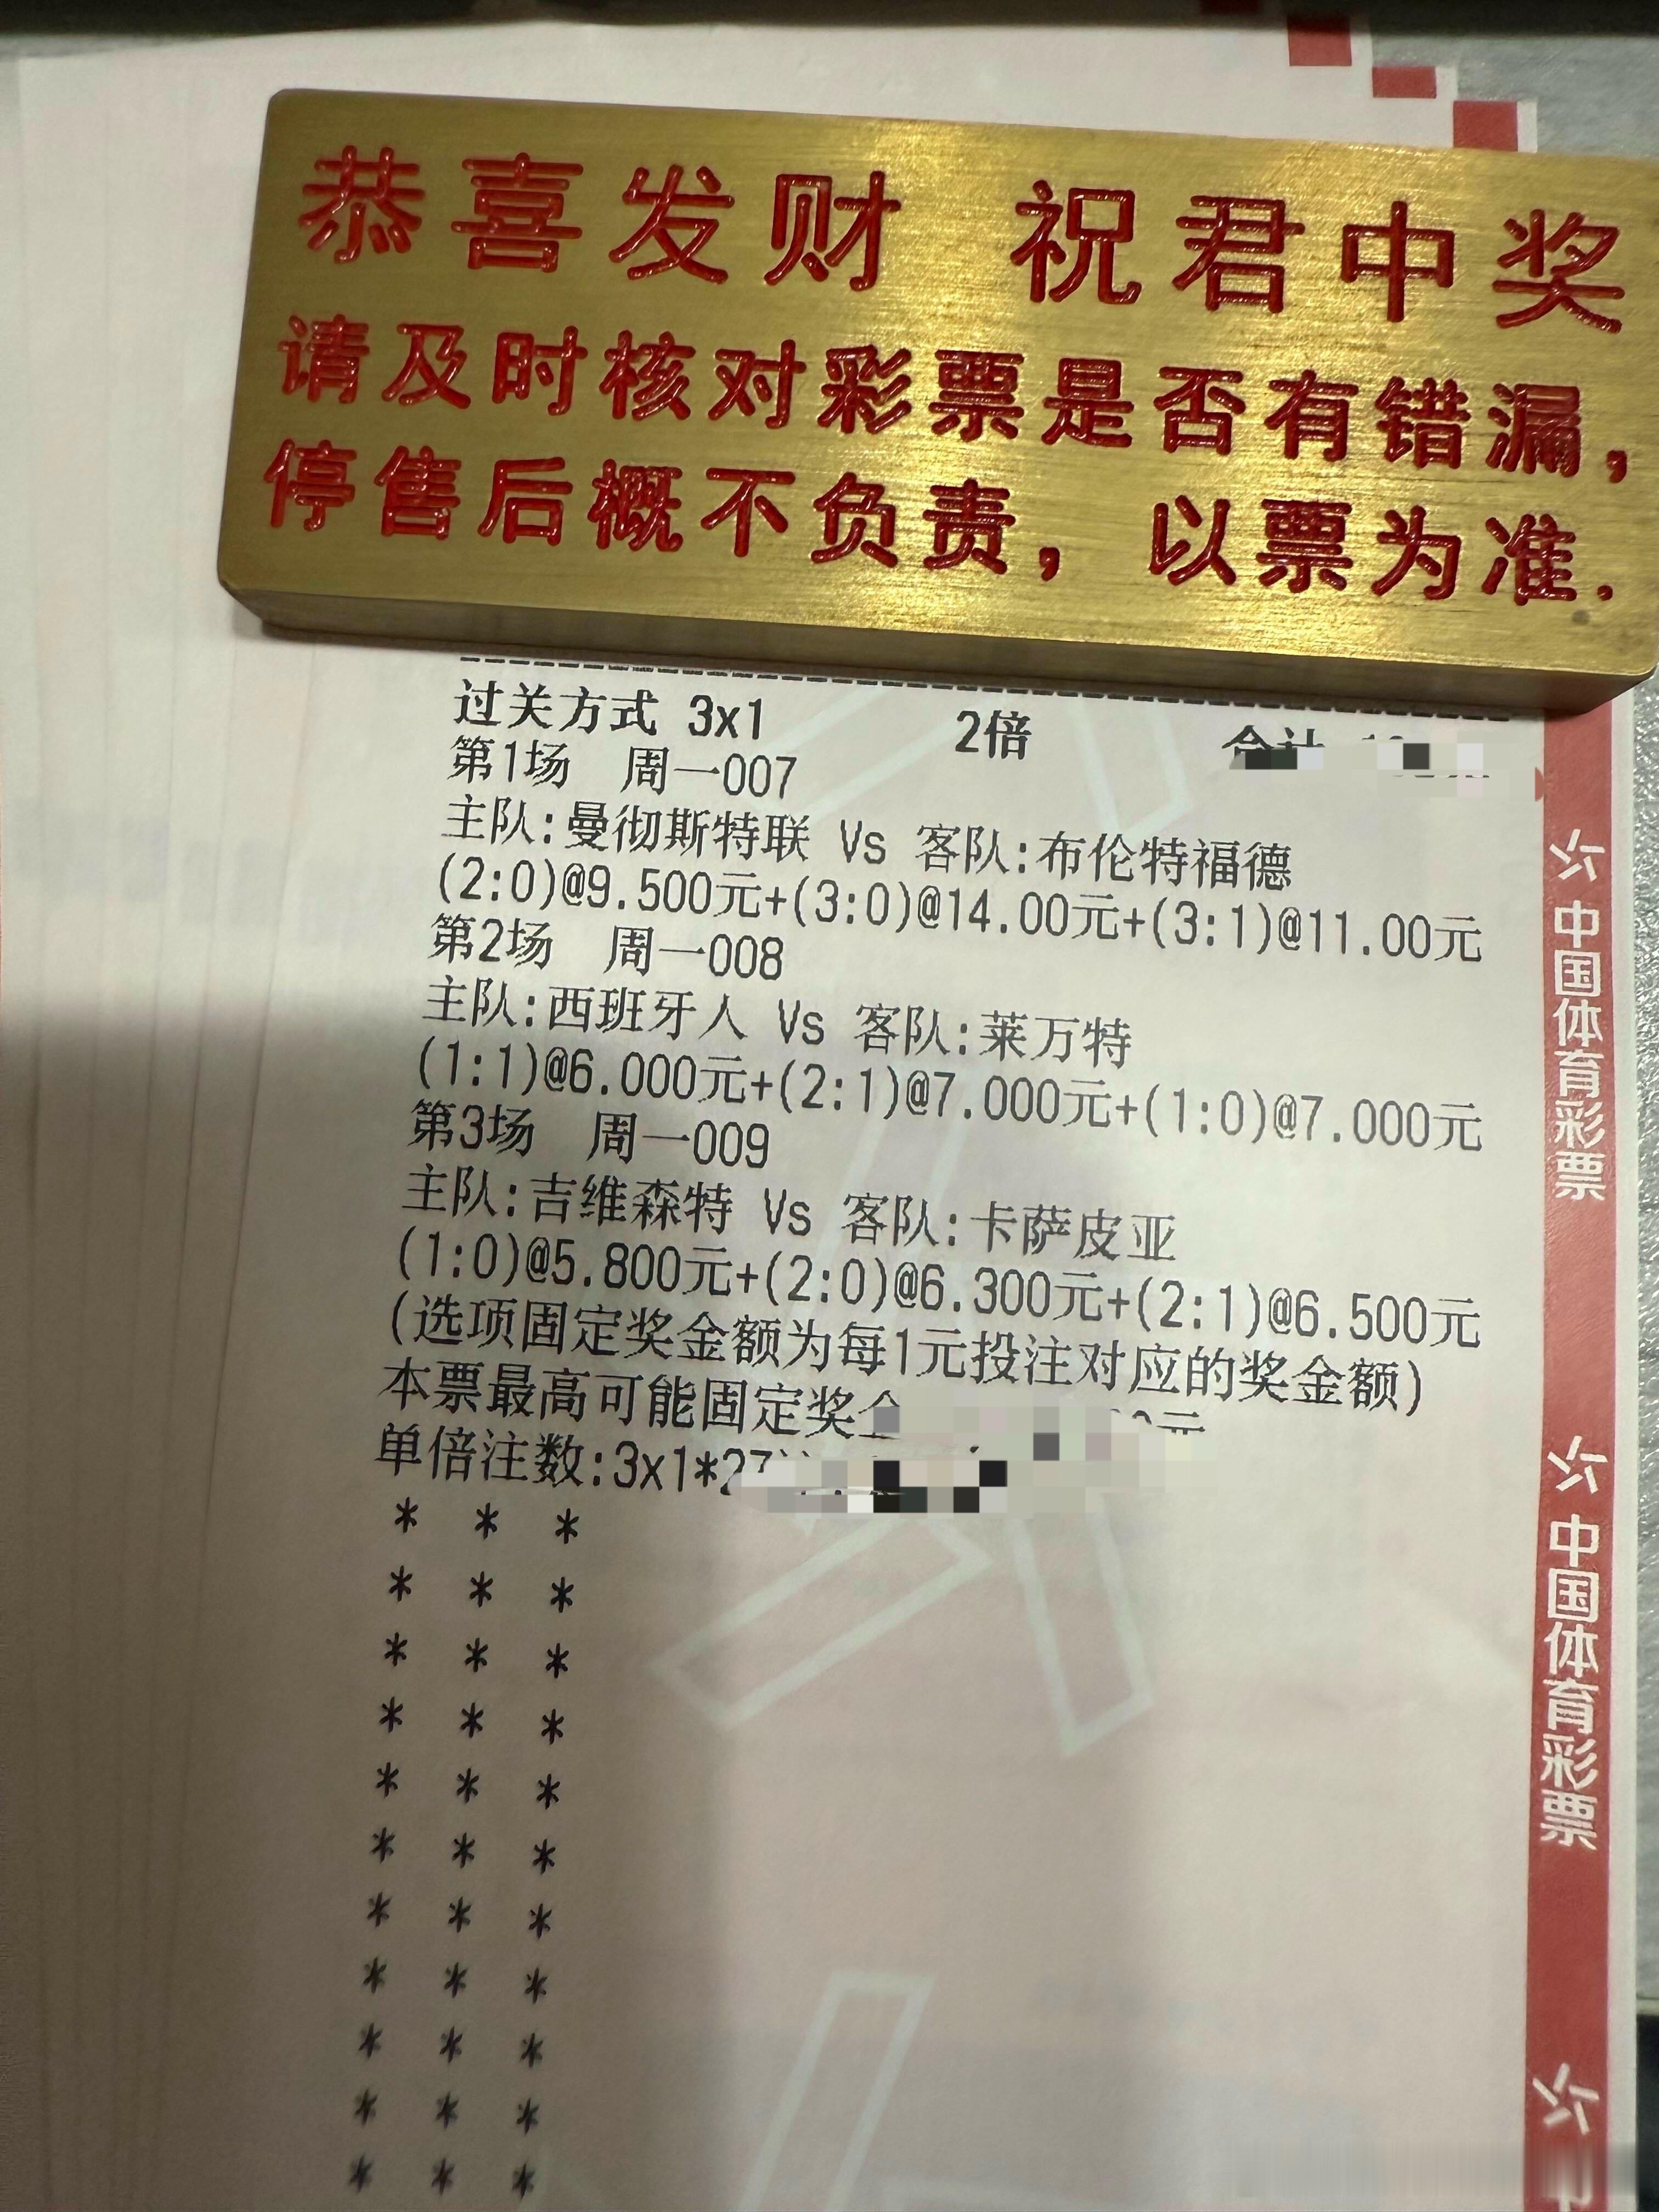 恭喜发财 祝君中奖
请及时核对彩票是否有错漏,
停售后概不负责, 以票为准.
过关方式 3x1 2倍 合计
第1场 周一007
主队:曼彻斯特联 Vs 客队:布伦特福德
(2:0)@9.500元+(3:0)@14.00元+(3:1)@11.00元
第2场 周一008
主队:西班牙人 Vs 客队:莱万特
(1:1)@6.000元+(2:1)@7.000元+(1:0)@7.000元
第3场 周一009
主队:吉维森特 Vs 客队:卡萨皮亚
(1:0)@5.800元+(2:0)@6.300元+(2:1)@6.500元
(选项固定奖金额为每1元投注对应的奖金额)
本票最高可能固定奖金
单倍注数:3x1*27
* * *
* * *
* * *
* * *
* * *
* * *
* * *
* * *
* * *
* * *
* * *
中国体育彩票
中国体育彩票
中